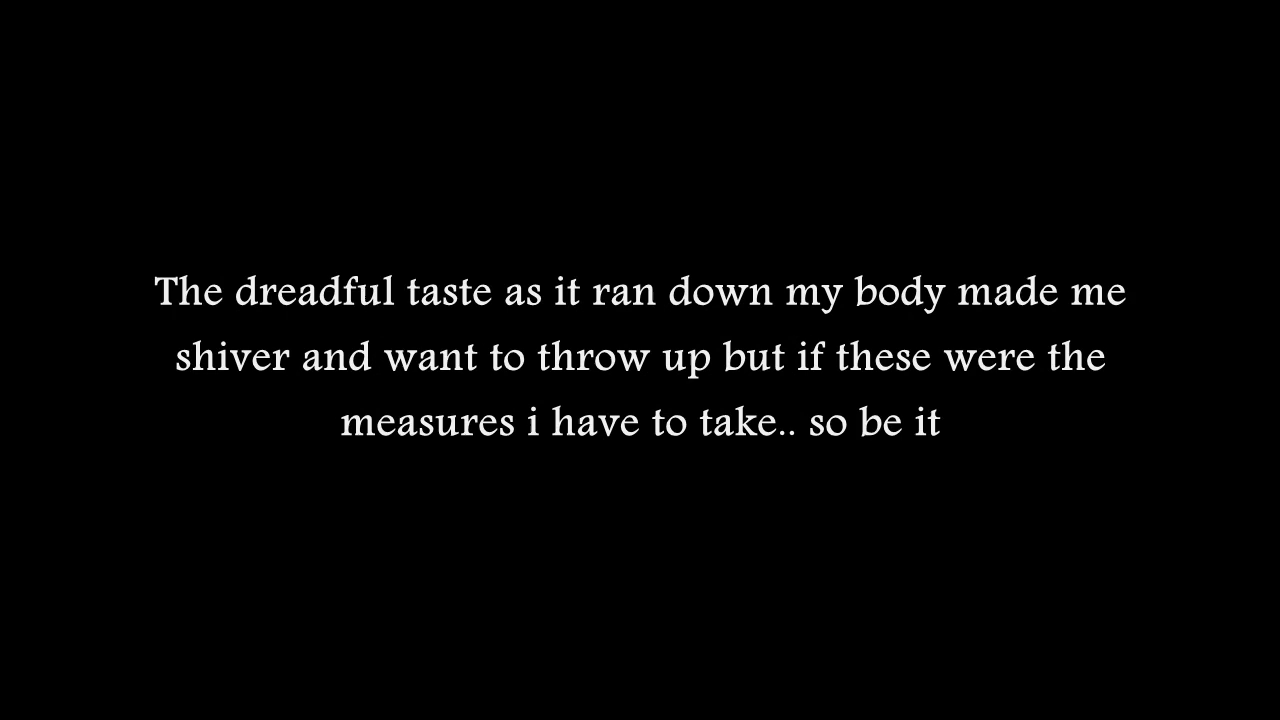 The dreadful taste as it ran down my body made me
shiver and want to throw up but if these were the
measures i have to take.. so be it